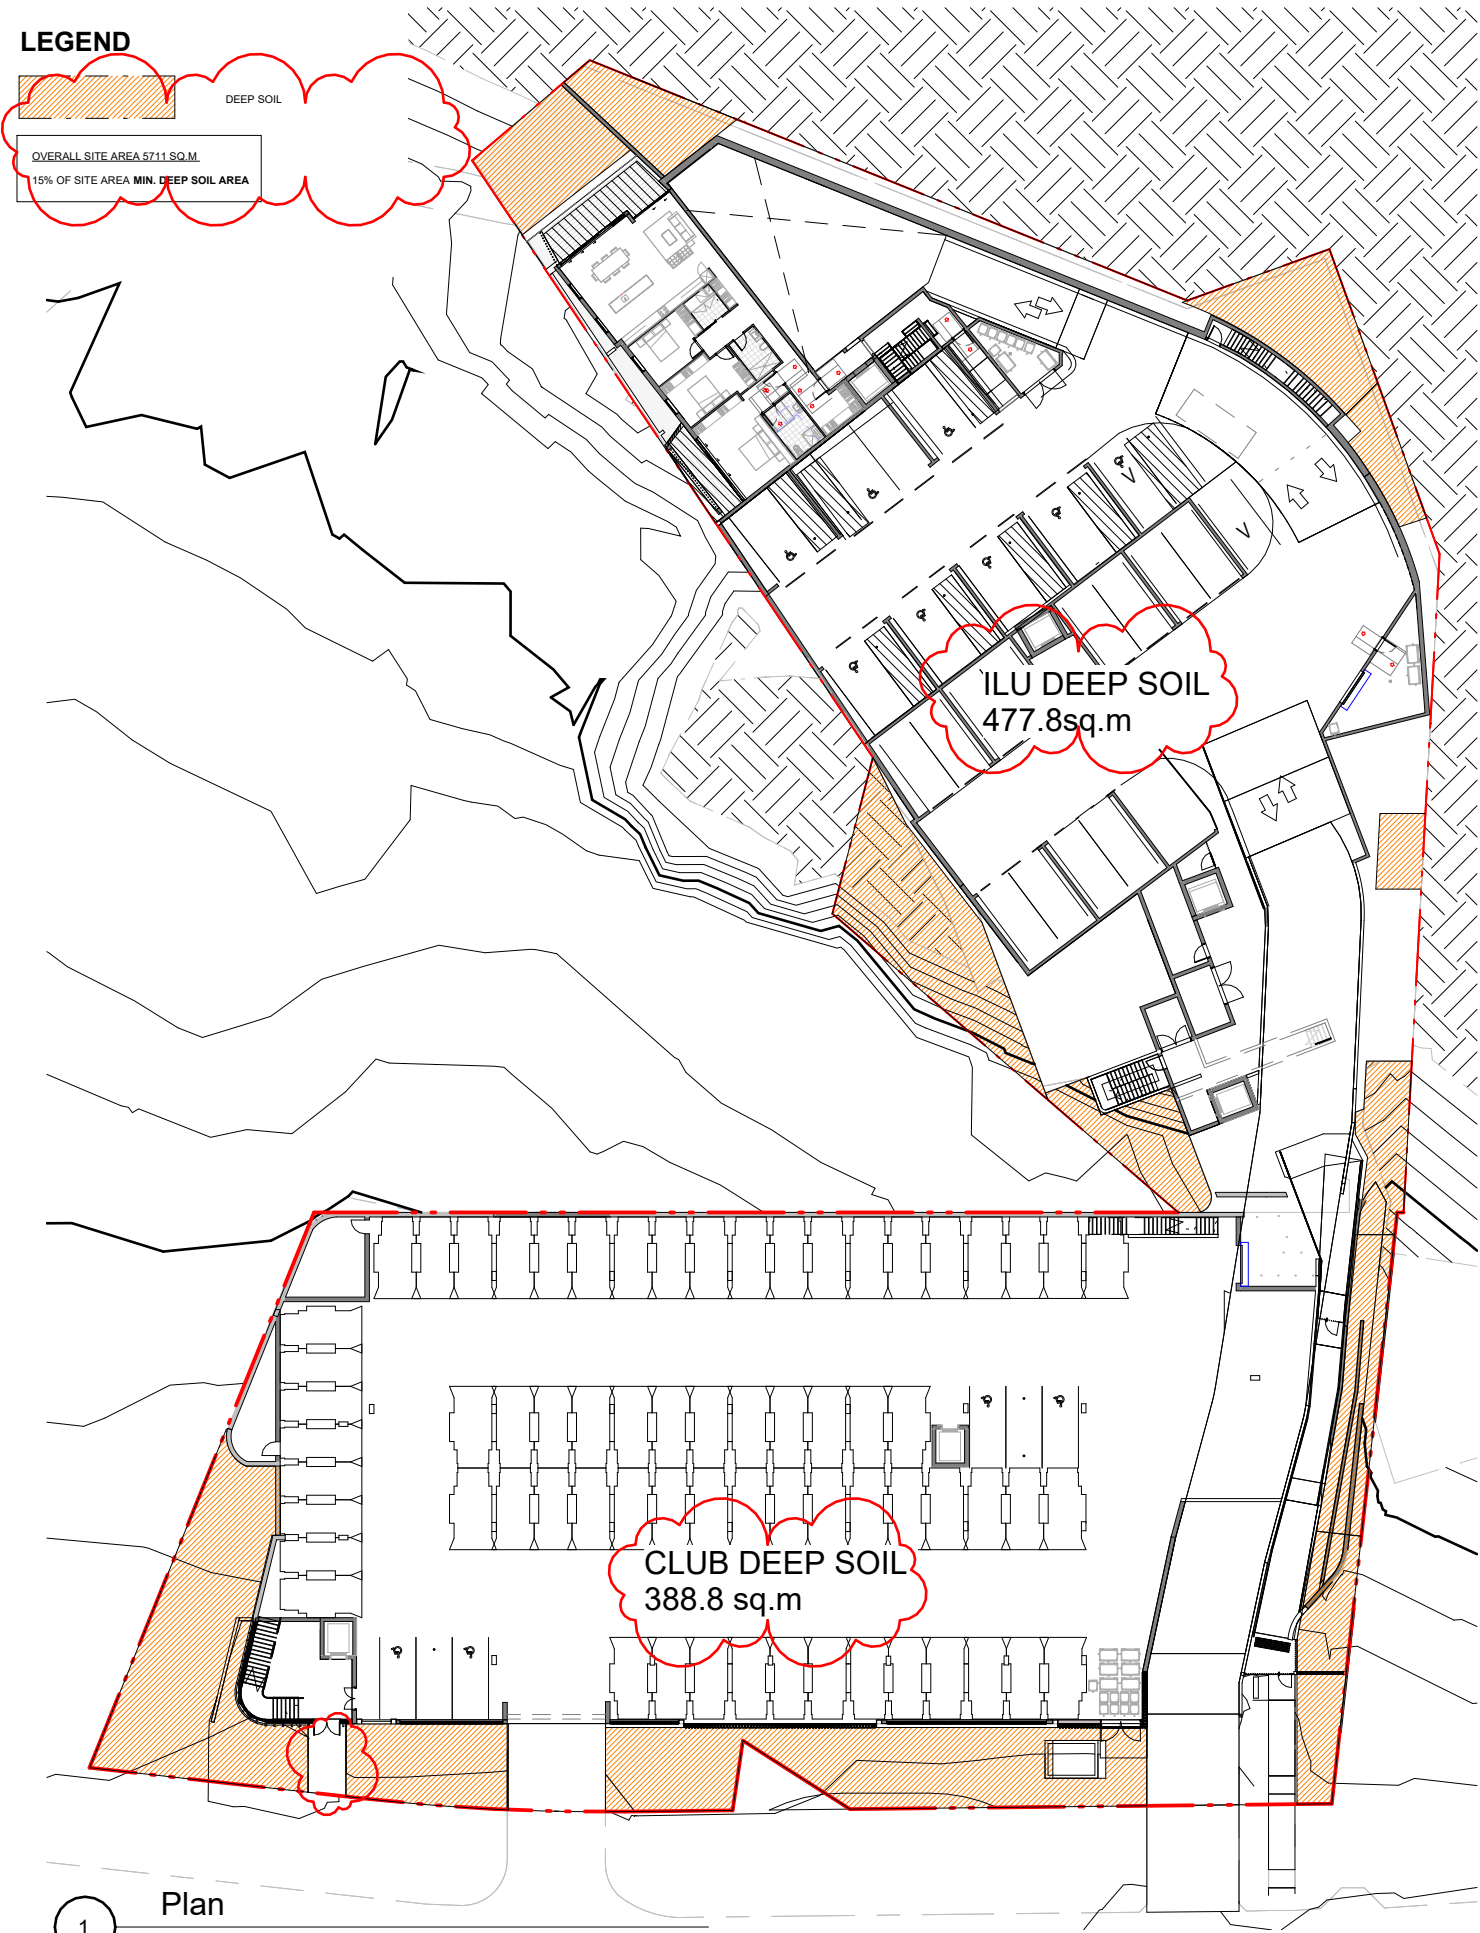 LEGEND
DEEP SOIL
OVERALL SITE AREA 5711 SQ.M
15% OF SITE AREA MIN. DEEP SOIL AREA
V
V
ILU DEEP SOIL
477.8sq.m
CLUB DEEP SOIL
388.8 sq.m
Plan
1